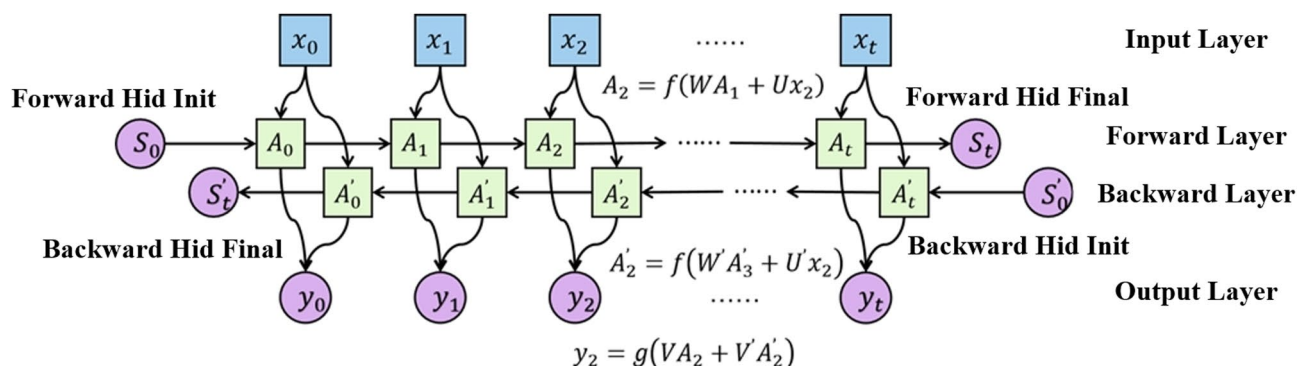 x₀ x₁ x₂ ...... xₜ Input Layer
A₂ = f(WA₁ + Ux₂)
Forward Hid Init Forward Hid Final
S₀ A₀ A₁ A₂ ...... Aₜ Sₜ Forward Layer
S'ₜ A'₀ A'₁ A'₂ ...... A'ₜ S'₀ Backward Layer
Backward Hid Final Backward Hid Init
A'₂ = f(W'A'₃ + U'x₂)
y₀ y₁ y₂ ...... yₜ Output Layer
y₂ = g(VA₂ + V'A'₂)